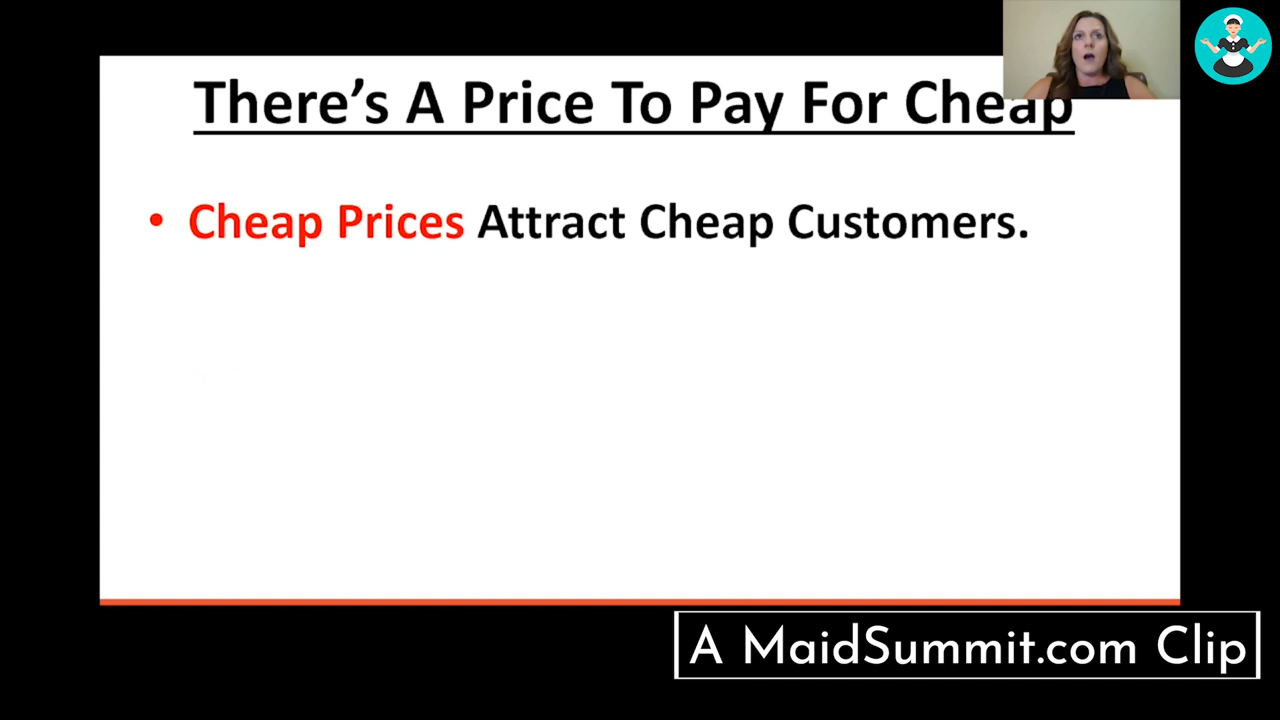 There’s A Price To Pay For Cheap
• Cheap Prices Attract Cheap Customers.
A MaidSummit.com Clip